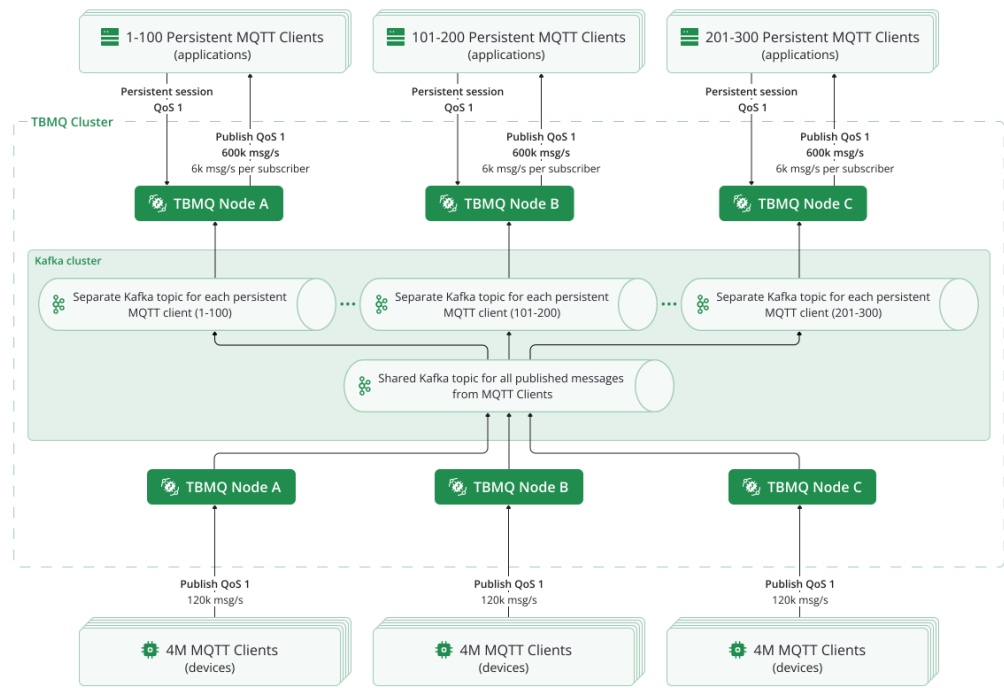 1-100 Persistent MQTT Clients
(applications)
101-200 Persistent MQTT Clients
(applications)
201-300 Persistent MQTT Clients
(applications)
Persistent session
QoS 1
Persistent session
QoS 1
Persistent session
QoS 1
TBMQ Cluster
Publish QoS 1
600k msg/s
6k msg/s per subscriber
Publish QoS 1
600k msg/s
6k msg/s per subscriber
Publish QoS 1
600k msg/s
6k msg/s per subscriber
TBMQ Node A
TBMQ Node B
TBMQ Node C
Kafka cluster
Separate Kafka topic for each persistent
MQTT client (1-100)
Separate Kafka topic for each persistent
MQTT client (101-200)
Separate Kafka topic for each persistent
MQTT client (201-300)
Shared Kafka topic for all published messages
from MQTT Clients
TBMQ Node A
TBMQ Node B
TBMQ Node C
Publish QoS 1
120k msg/s
Publish QoS 1
120k msg/s
Publish QoS 1
120k msg/s
4M MQTT Clients
(devices)
4M MQTT Clients
(devices)
4M MQTT Clients
(devices)